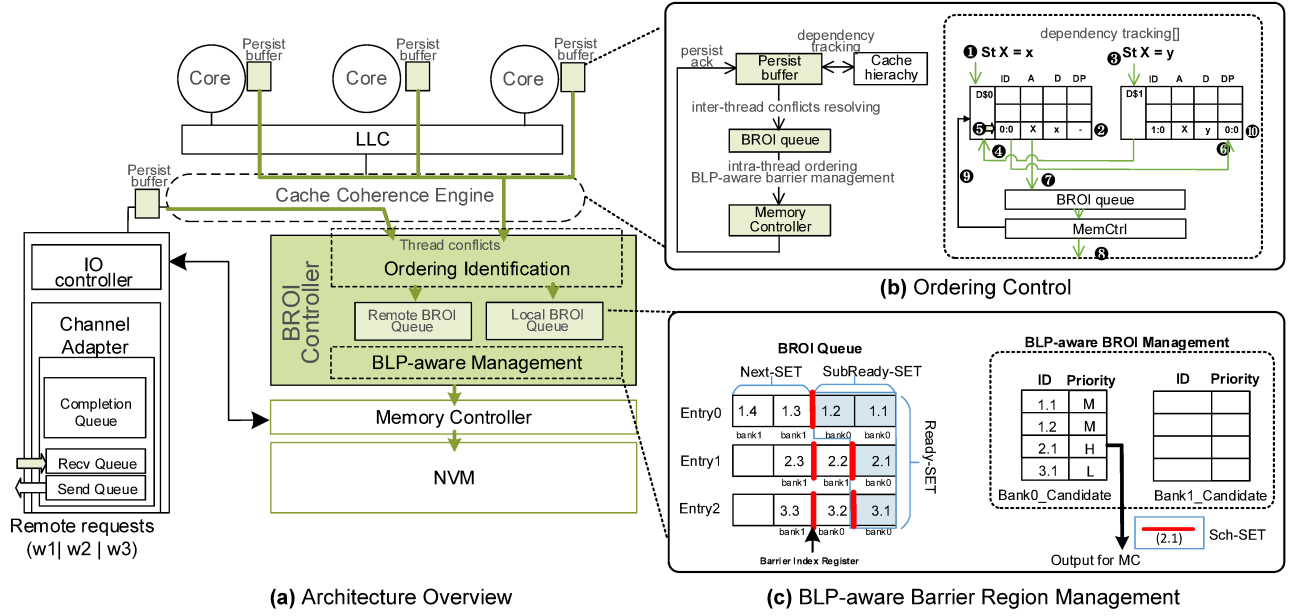 Persist
buffer
Persist
buffer
Persist
buffer
Core
Core
Core
LLC
Persist
buffer
Cache Coherence Engine
IO
controller
Channel
Adapter
Completion
Queue
Recv Queue
Send Queue
Remote requests
(w1| w2 | w3)
BROI
Controller
Thread conflicts
Ordering Identification
Remote BROI
Queue
Local BROI
Queue
BLP-aware Management
Memory Controller
NVM
(a) Architecture Overview
persist
ack
dependency
tracking
Persist
buffer
Cache
hierachy
inter-thread conflicts resolving
BROI queue
intra-thread ordering
BLP-aware barrier management
Memory
Controller
dependency tracking[]
❶ St X = x
❸ St X = y
ID A D DP
ID A D DP
D$0
D$1
❺ 0:0 X x - ❷
1:0 X y 0:0 ❿
❹
❻
❾
❼
BROI queue
MemCtrl
❽
(b) Ordering Control
BROI Queue
Next-SET
SubReady-SET
Entry0
1.4 1.3 1.2 1.1
bank1 bank1 bank0 bank0
Entry1
2.3 2.2 2.1
bank1 bank1 bank0
Entry2
3.3 3.2 3.1
bank1 bank0 bank0
Ready-SET
Barrier Index Register
BLP-aware BROI Management
ID Priority
1.1 M
1.2 M
2.1 H
3.1 L
Bank0_Candidate
ID Priority
Bank1_Candidate
(2.1)
Sch-SET
Output for MC
(c) BLP-aware Barrier Region Management